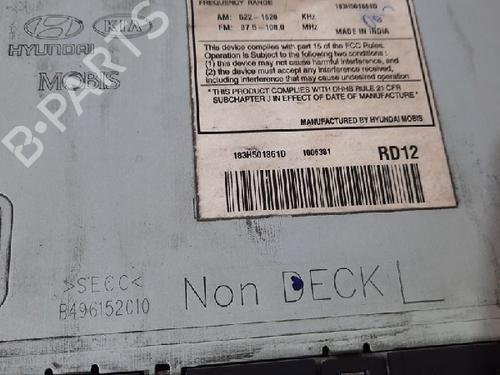 FREQUENCY RANGE
183H501861D
AM: 522 - 1620 KHz
FM: 87.5 - 108.0 MHz
MADE IN INDIA
This device complies with part 15 of the FCC Rules.
Operation is Subject to the following two conditions:
(1) this device may not cause harmful interference, and
(2) the device must accept any interference received,
including interference that may cause undesired operation
"THIS PRODUCT COMPLIES WITH DHHS RULE 21 CFR
SUBCHAPTER J IN EFFECT OF DATE OF MANUFACTURE."
MANUFACTURED BY HYUNDAI MOBIS
183H501861D 1006381 RD12
HYUNDAI
KIA
MOBIS
B-PARTS
>SECC<
B496152C10
Non DECK L